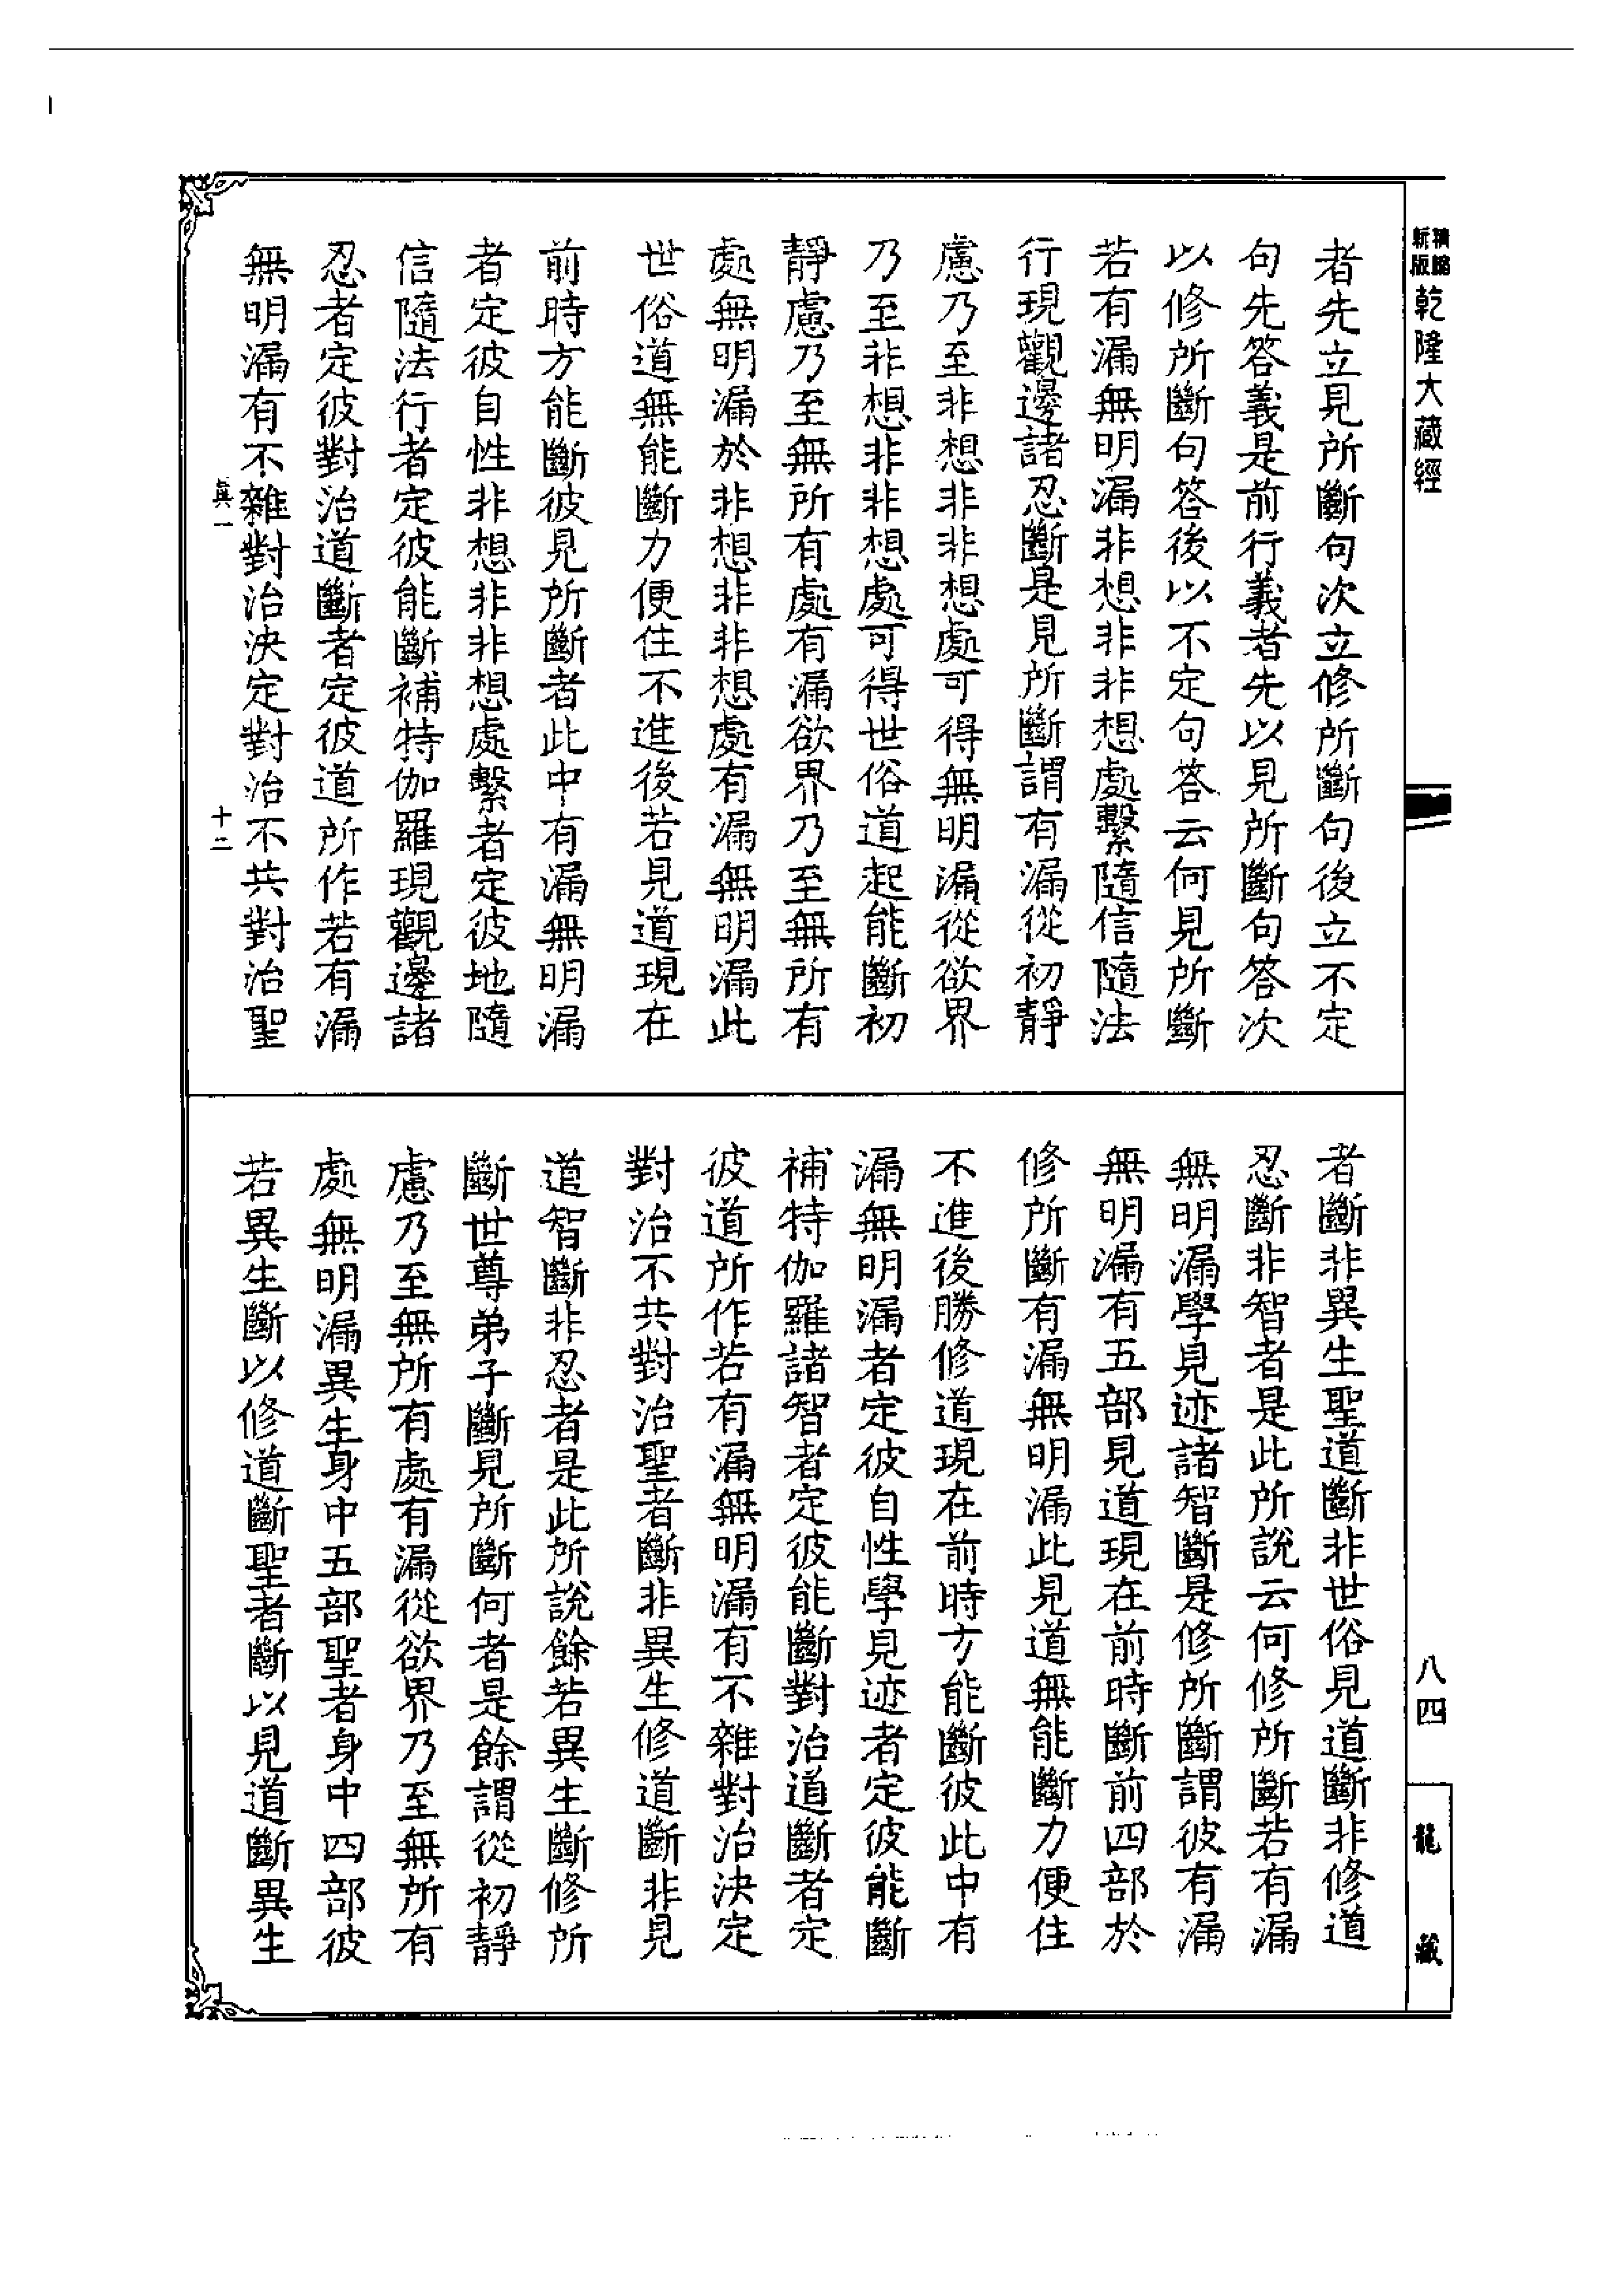 精縮
新版
乾隆大藏經
者先立見所斷句次立修所斷句後立不定
句先答義是前行義者先以見所斷句答次
以修所斷句答後以不定句答云何見所斷
若有漏無明漏非想非非想處繫隨信隨法
行現觀邊諸忍斷是見所斷謂有漏從初靜
慮乃至非想非非想處可得無明漏從欲界
乃至非想非非想處可得世俗道起能斷初
靜慮乃至無所有處有漏欲界乃至無所有
處無明漏於非想非非想處有漏無明漏此
世俗道無能斷力便住不進後若見道現在
前時方能斷彼見所斷者此中有漏無明漏
者定彼自性非想非非想處繫者定彼地隨
信隨法行者定彼能斷補特伽羅現觀邊諸
忍者定彼對治道斷者定彼道所作若有漏
無明漏有不雜對治決定對治不共對治聖
十二
者斷非異生聖道斷非世俗見道斷非修道
忍斷非智者是此所說云何修所斷若有漏
無明漏學見迹諸智斷是修所斷謂彼有漏
無明漏有五部見道現在前時斷前四部於
修所斷有漏無明漏此見道無能斷力便住
不進後勝修道現在前時方能斷彼此中有
漏無明漏者定彼自性學見迹者定彼能斷
補特伽羅諸智者定彼能斷對治道斷者定
彼道所作若有漏無明漏有不雜對治決定
對治不共對治聖者斷非異生修道斷非見
道智斷非忍者是此所說餘若異生斷修所
斷世尊弟子斷見所斷何者是餘謂從初靜
慮乃至無所有處有漏從欲界乃至無所有
處無明漏異生身中五部聖者身中四部彼
若異生斷以修道斷聖者斷以見道斷異生
八四
龍藏